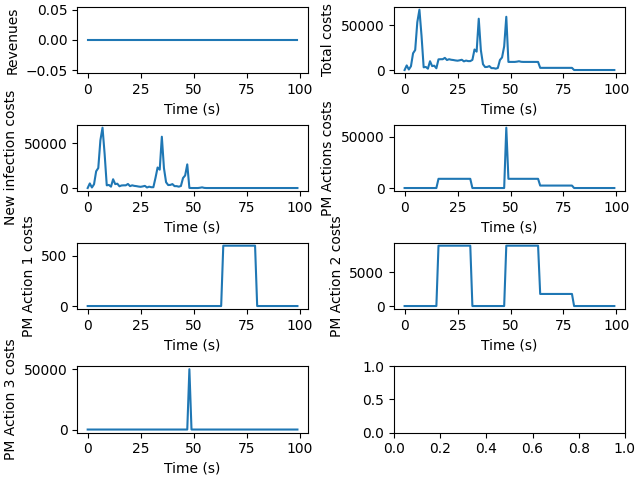 Revenues
0.05
0.00
−0.05
0 25 50 75 100
Time (s)
Total costs
50000
0
0 25 50 75 100
Time (s)
New infection costs
50000
0
0 25 50 75 100
Time (s)
PM Actions costs
50000
0
0 25 50 75 100
Time (s)
PM Action 1 costs
500
0
0 25 50 75 100
Time (s)
PM Action 2 costs
5000
0
0 25 50 75 100
Time (s)
PM Action 3 costs
50000
0
0 25 50 75 100
Time (s)
1.0
0.5
0.0
0.0 0.2 0.4 0.6 0.8 1.0